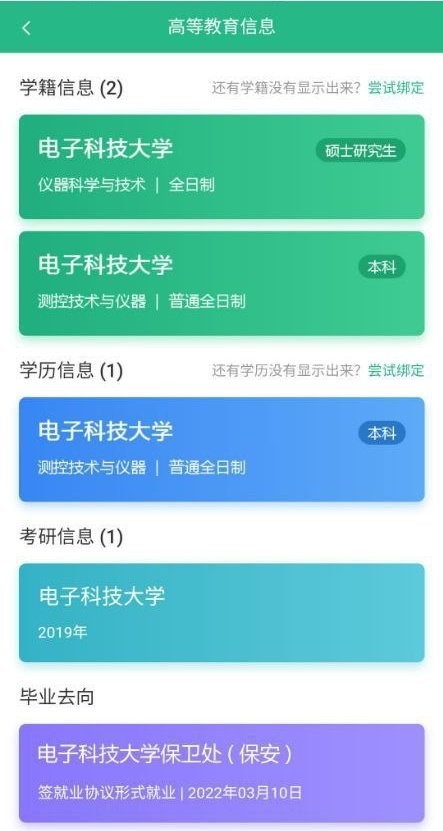 高等教育信息
学籍信息 (2) 还有学籍没有显示出来？尝试绑定
电子科技大学 硕士研究生
仪器科学与技术 | 全日制
电子科技大学 本科
测控技术与仪器 | 普通全日制
学历信息 (1) 还有学历没有显示出来？尝试绑定
电子科技大学 本科
测控技术与仪器 | 普通全日制
考研信息 (1)
电子科技大学
2019年
毕业去向
电子科技大学保卫处 ( 保安 )
签就业协议形式就业 | 2022年03月10日